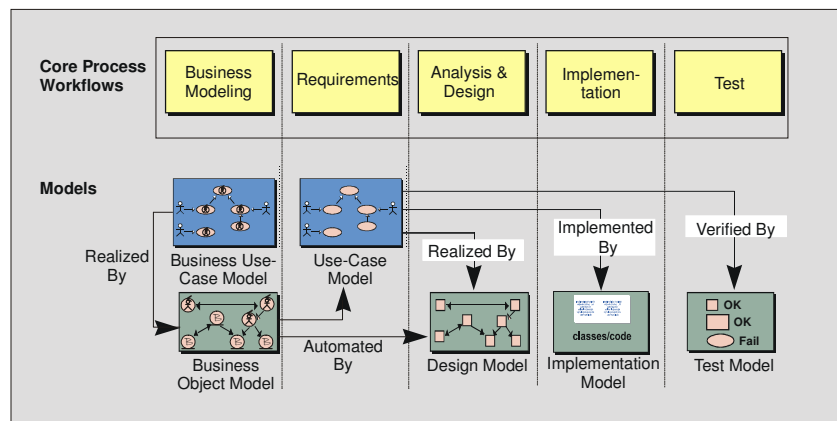 Core Process
Workflows
Business
Modeling
Requirements
Analysis &
Design
Implemen-
tation
Test
Models
Realized
By
Business Use-
Case Model
Use-Case
Model
Realized By
Implemented
By
Verified By
Business
Object Model
Automated
By
Design Model
classes/code
Implementation
Model
OK
OK
Fail
Test Model